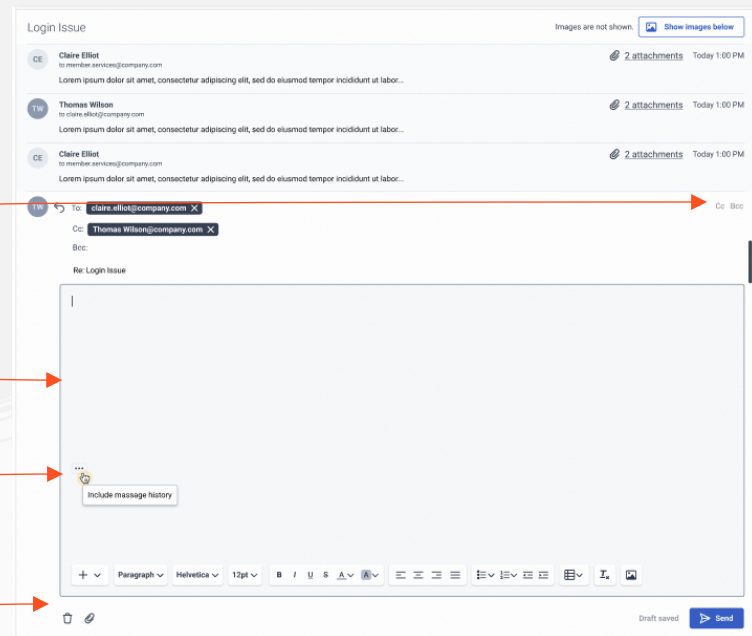 Login Issue
Images are not shown. Show images below
CE Claire Elliot 2 attachments Today 1:00 PM
to member.services@company.com
Lorem ipsum dolor sit amet, consectetur adipiscing elit, sed do eiusmod tempor incididunt ut labor...
TW Thomas Wilson 2 attachments Today 1:00 PM
to claire.elliot@company.com
Lorem ipsum dolor sit amet, consectetur adipiscing elit, sed do eiusmod tempor incididunt ut labor...
CE Claire Elliot 2 attachments Today 1:00 PM
to member.services@company.com
Lorem ipsum dolor sit amet, consectetur adipiscing elit, sed do eiusmod tempor incididunt ut labor...
TW To: claire.elliot@company.com X Cc Bcc
Cc: Thomas Wilson@company.com X
Bcc:
Re: Login Issue
...
Include massage history
Paragraph Helvetica 12pt B I U S A A
Draft saved Send